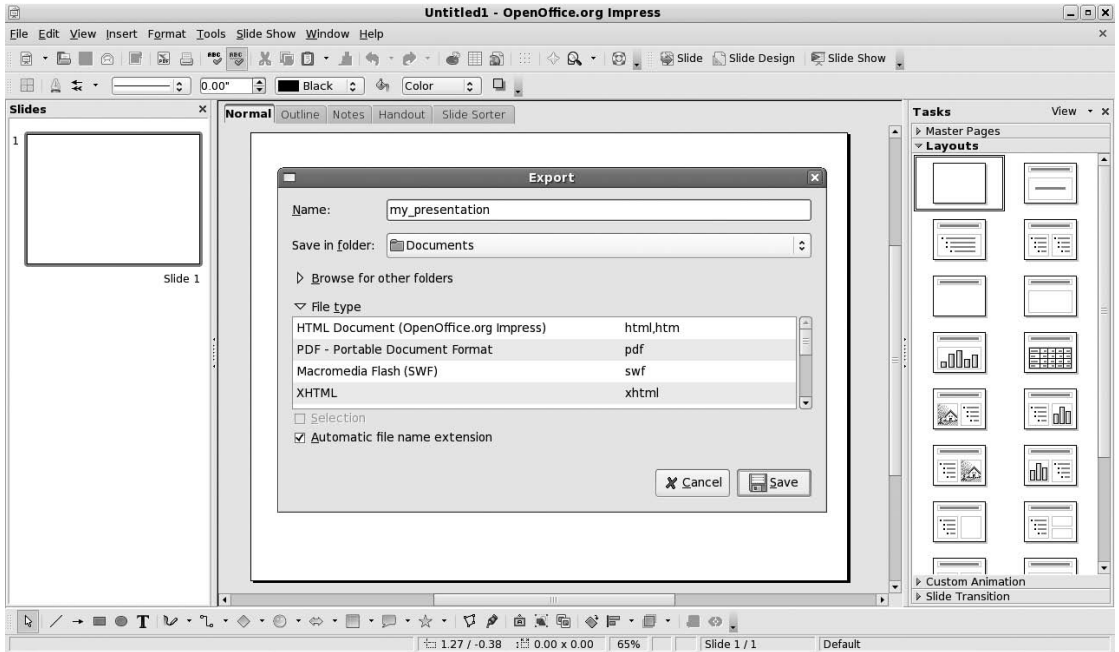 Untitled1 - OpenOffice.org Impress
File Edit View Insert Format Tools Slide Show Window Help
Slide Slide Design Slide Show
0.00" Black Color
Slides
Normal Outline Notes Handout Slide Sorter
1
Slide 1
Export
Name: my_presentation
Save in folder: Documents
Browse for other folders
File type
HTML Document (OpenOffice.org Impress) html,htm
PDF - Portable Document Format pdf
Macromedia Flash (SWF) swf
XHTML xhtml
Selection
Automatic file name extension
Cancel Save
Tasks View
Master Pages
Layouts
Custom Animation
Slide Transition
1.27 / -0.38 0.00 x 0.00 65% Slide 1 / 1 Default